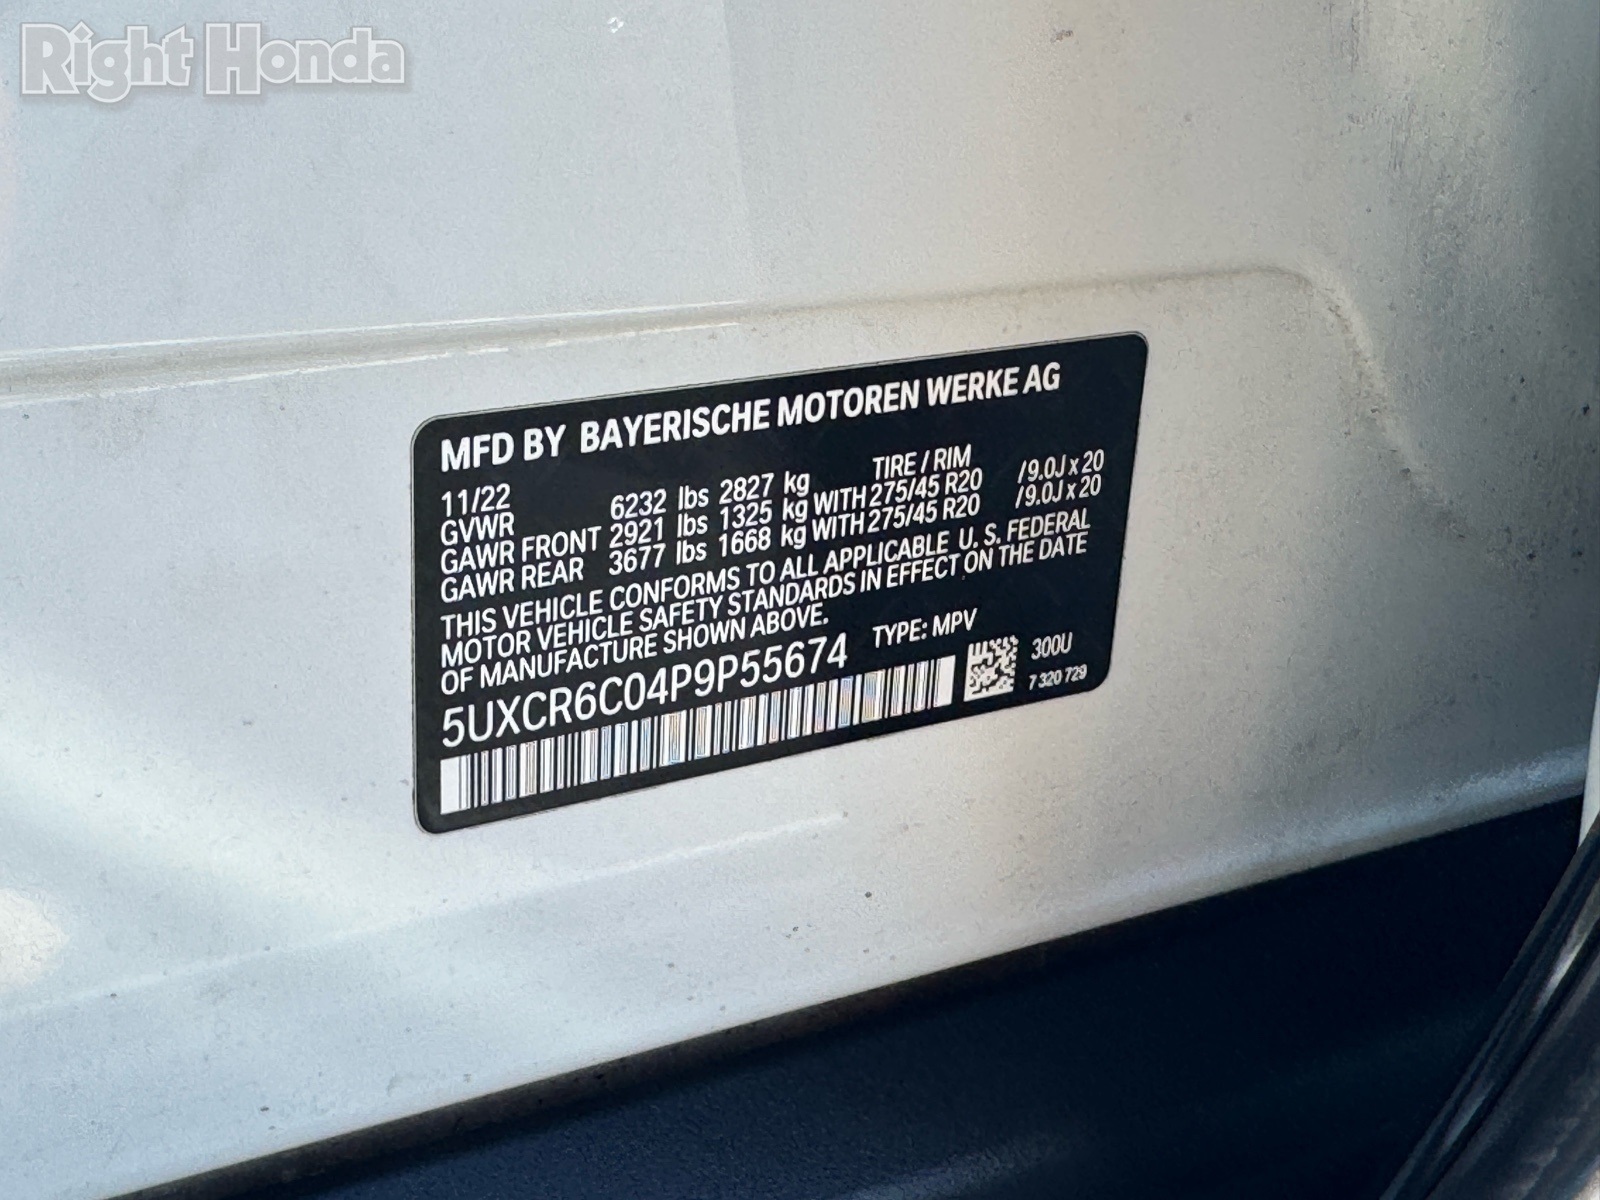 Right Honda
MFD BY BAYERISCHE MOTOREN WERKE AG
11/22 TIRE / RIM
GVWR 6232 lbs 2827 kg
GAWR FRONT 2921 lbs 1325 kg WITH 275/45 R20 /9.0J x 20
GAWR REAR 3677 lbs 1668 kg WITH 275/45 R20 /9.0J x 20
THIS VEHICLE CONFORMS TO ALL APPLICABLE U. S. FEDERAL
MOTOR VEHICLE SAFETY STANDARDS IN EFFECT ON THE DATE
OF MANUFACTURE SHOWN ABOVE.
5UXCR6C04P9P55674 TYPE: MPV
300U
7 320 729